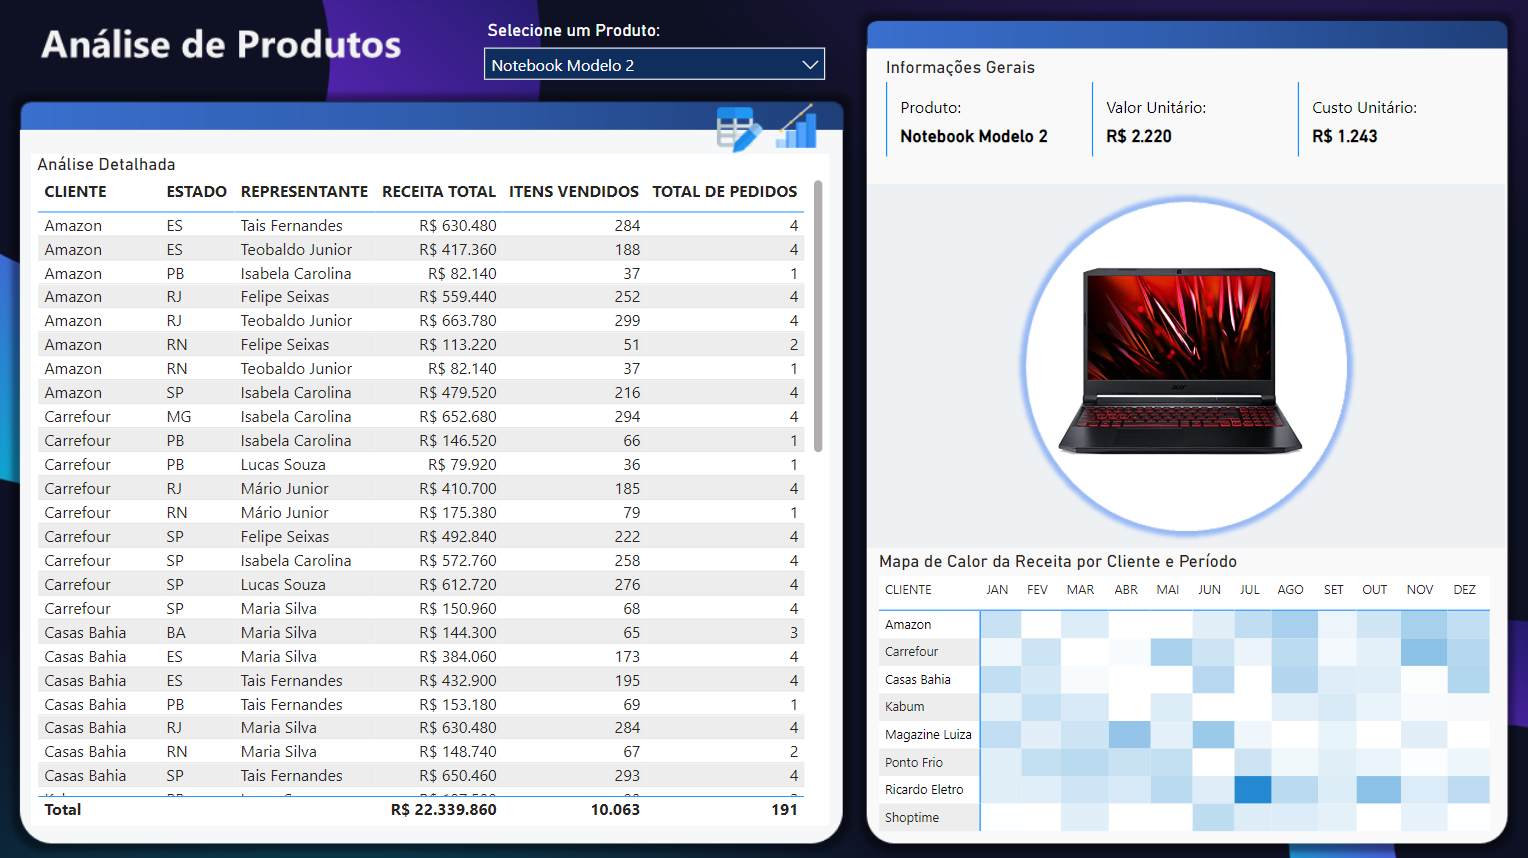 Análise de Produtos
Selecione um Produto:
Notebook Modelo 2
Análise Detalhada
CLIENTE ESTADO REPRESENTANTE RECEITA TOTAL ITENS VENDIDOS TOTAL DE PEDIDOS
Amazon ES Tais Fernandes R$ 630.480 284 4
Amazon ES Teobaldo Junior R$ 417.360 188 4
Amazon PB Isabela Carolina R$ 82.140 37 1
Amazon RJ Felipe Seixas R$ 559.440 252 4
Amazon RJ Teobaldo Junior R$ 663.780 299 4
Amazon RN Felipe Seixas R$ 113.220 51 2
Amazon RN Teobaldo Junior R$ 82.140 37 1
Amazon SP Isabela Carolina R$ 479.520 216 4
Carrefour MG Isabela Carolina R$ 652.680 294 4
Carrefour PB Isabela Carolina R$ 146.520 66 1
Carrefour PB Lucas Souza R$ 79.920 36 1
Carrefour RJ Mário Junior R$ 410.700 185 4
Carrefour RN Mário Junior R$ 175.380 79 1
Carrefour SP Felipe Seixas R$ 492.840 222 4
Carrefour SP Isabela Carolina R$ 572.760 258 4
Carrefour SP Lucas Souza R$ 612.720 276 4
Carrefour SP Maria Silva R$ 150.960 68 4
Casas Bahia BA Maria Silva R$ 144.300 65 3
Casas Bahia ES Maria Silva R$ 384.060 173 4
Casas Bahia ES Tais Fernandes R$ 432.900 195 4
Casas Bahia PB Tais Fernandes R$ 153.180 69 1
Casas Bahia RJ Maria Silva R$ 630.480 284 4
Casas Bahia RN Maria Silva R$ 148.740 67 2
Casas Bahia SP Tais Fernandes R$ 650.460 293 4
Total R$ 22.339.860 10.063 191
Informações Gerais
Produto: Valor Unitário: Custo Unitário:
Notebook Modelo 2 R$ 2.220 R$ 1.243
acer
Mapa de Calor da Receita por Cliente e Período
CLIENTE JAN FEV MAR ABR MAI JUN JUL AGO SET OUT NOV DEZ
Amazon
Carrefour
Casas Bahia
Kabum
Magazine Luiza
Ponto Frio
Ricardo Eletro
Shoptime